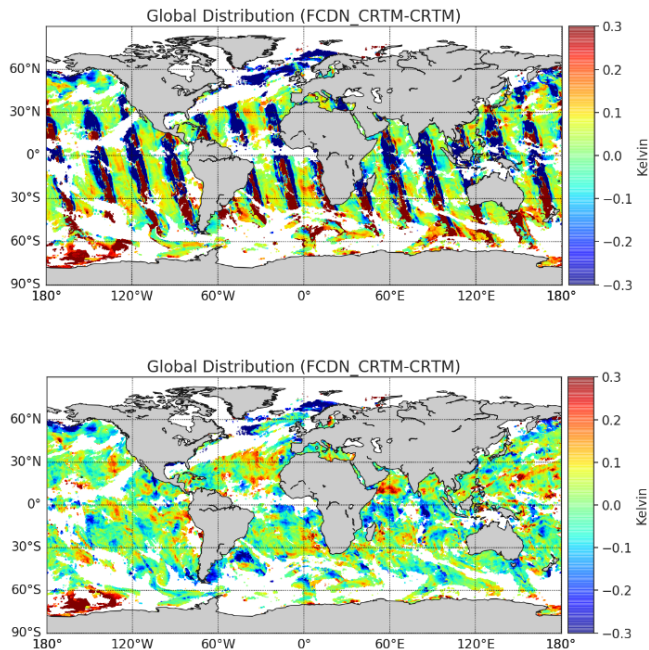 Global Distribution (FCDN_CRTM-CRTM)
60°N
30°N
0°
30°S
60°S
90°S
180°
120°W
60°W
0°
60°E
120°E
180°
0.3
0.2
0.1
0.0
−0.1
−0.2
−0.3
Kelvin
Global Distribution (FCDN_CRTM-CRTM)
60°N
30°N
0°
30°S
60°S
90°S
180°
120°W
60°W
0°
60°E
120°E
180°
0.3
0.2
0.1
0.0
−0.1
−0.2
−0.3
Kelvin